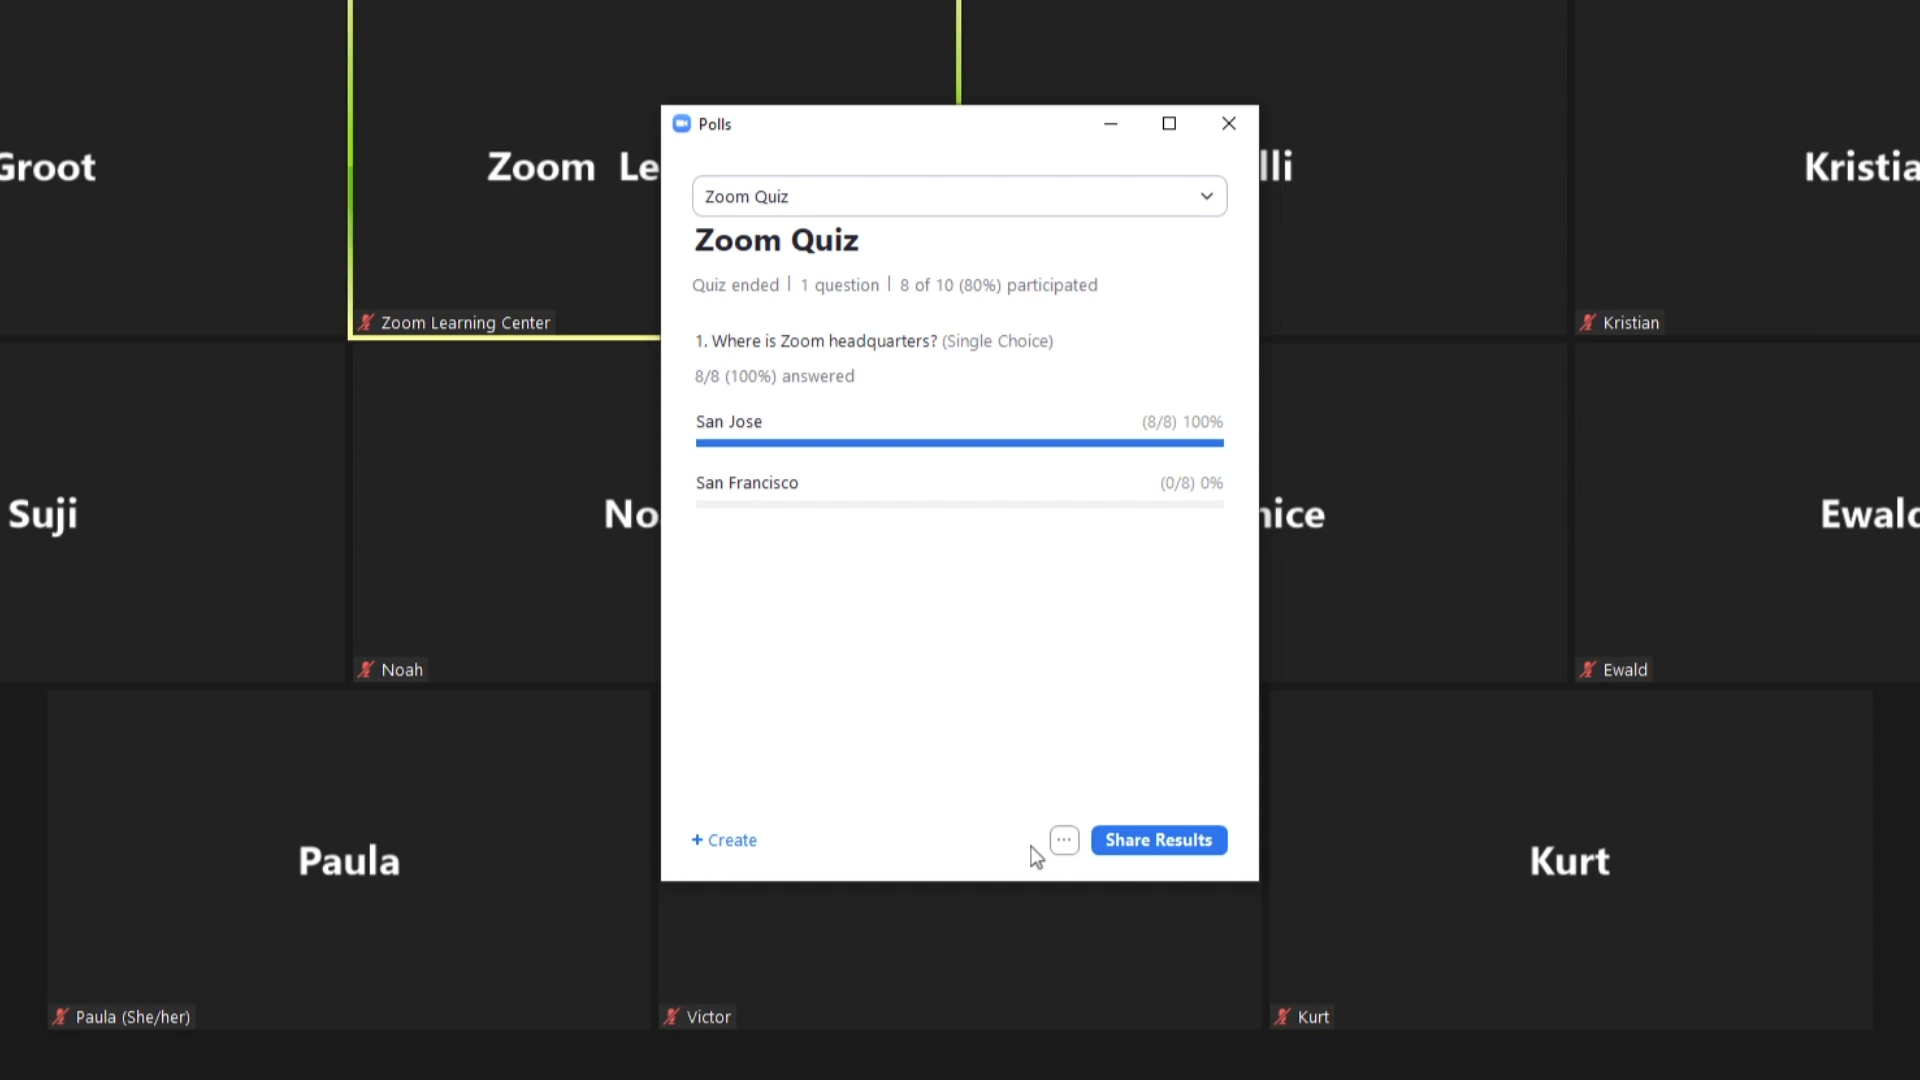 Polls
Zoom Quiz
Zoom Quiz
Quiz ended | 1 question | 8 of 10 (80%) participated
1. Where is Zoom headquarters? (Single Choice)
8/8 (100%) answered
San Jose (8/8) 100%
San Francisco (0/8) 0%
+ Create ... Share Results
Groot
Zoom Le
lli
Kristia
Zoom Learning Center
Kristian
Suji
No
nice
Ewald
Noah
Ewald
Paula
Kurt
Paula (She/her)
Victor
Kurt